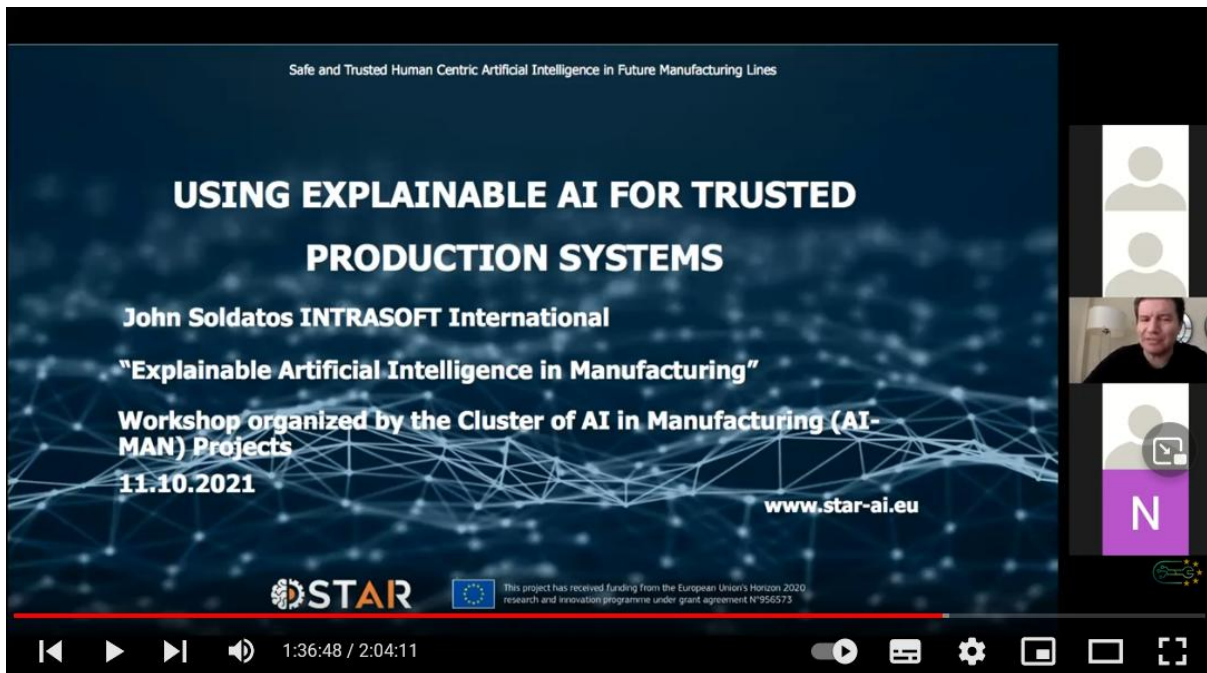 Safe and Trusted Human Centric Artificial Intelligence in Future Manufacturing Lines
USING EXPLAINABLE AI FOR TRUSTED
PRODUCTION SYSTEMS
John Soldatos INTRASOFT International
“Explainable Artificial Intelligence in Manufacturing”
Workshop organized by the Cluster of AI in Manufacturing (AI-
MAN) Projects
11.10.2021
www.star-ai.eu
STAR
This project has received funding from the European Union's Horizon 2020
research and innovation programme under grant agreement N°956573
N
1:36:48 / 2:04:11